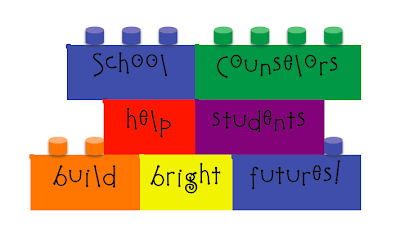 School Counselors
help students
build bright futures!